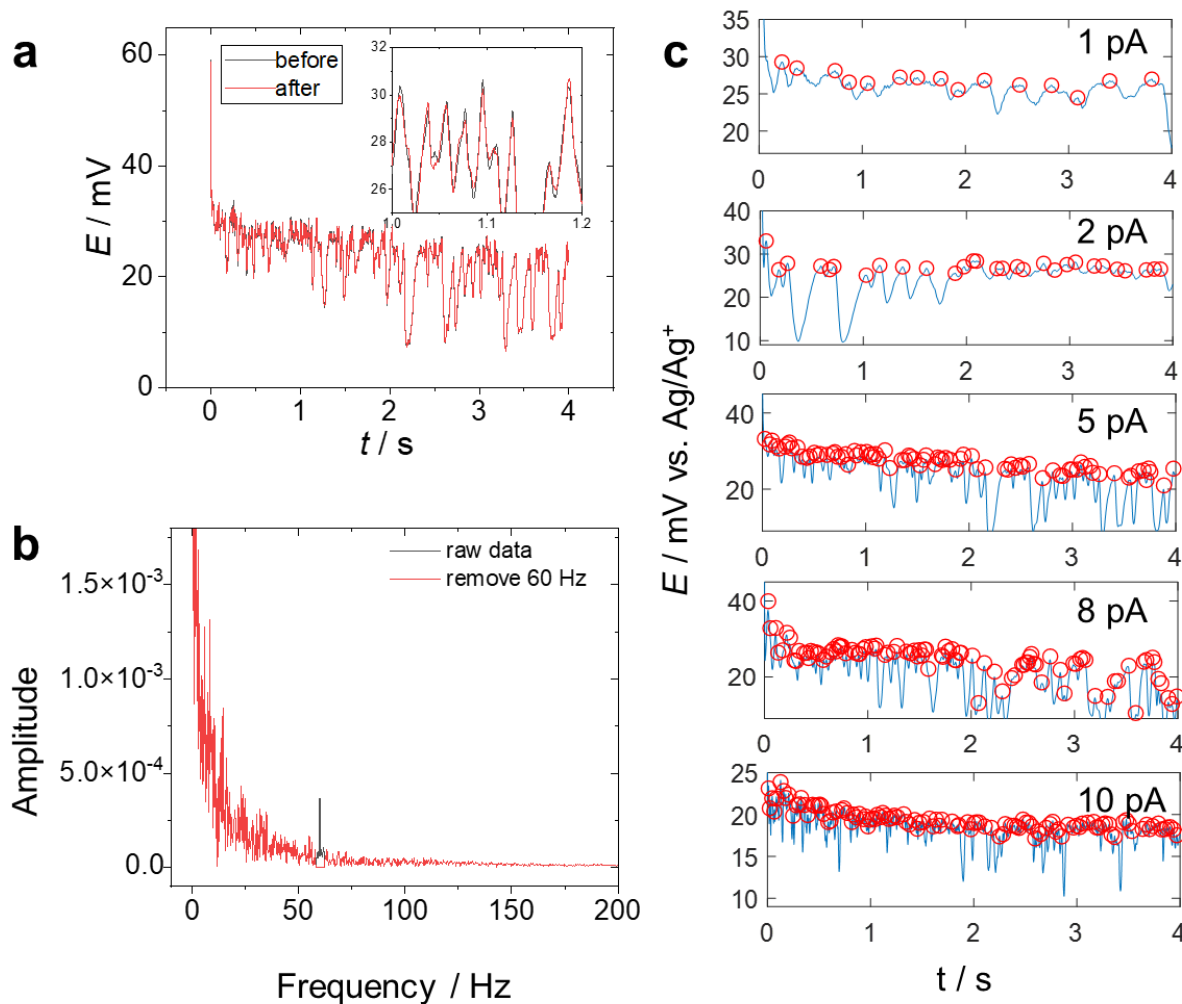 a
60
40
20
0
E / mV
before
after
32
30
28
26
1.0
1.1
1.2
0 1 2 3 4
t / s
b
1.5×10⁻³
1.0×10⁻³
5.0×10⁻⁴
0.0
Amplitude
raw data
remove 60 Hz
0 50 100 150 200
Frequency / Hz
c
E / mV vs. Ag/Ag⁺
35
25
15
1 pA
0 1 2 3 4
40
30
20
10
2 pA
0 1 2 3 4
40
20
5 pA
0 1 2 3 4
40
20
8 pA
0 1 2 3 4
25
20
15
10
10 pA
0 1 2 3 4
t / s